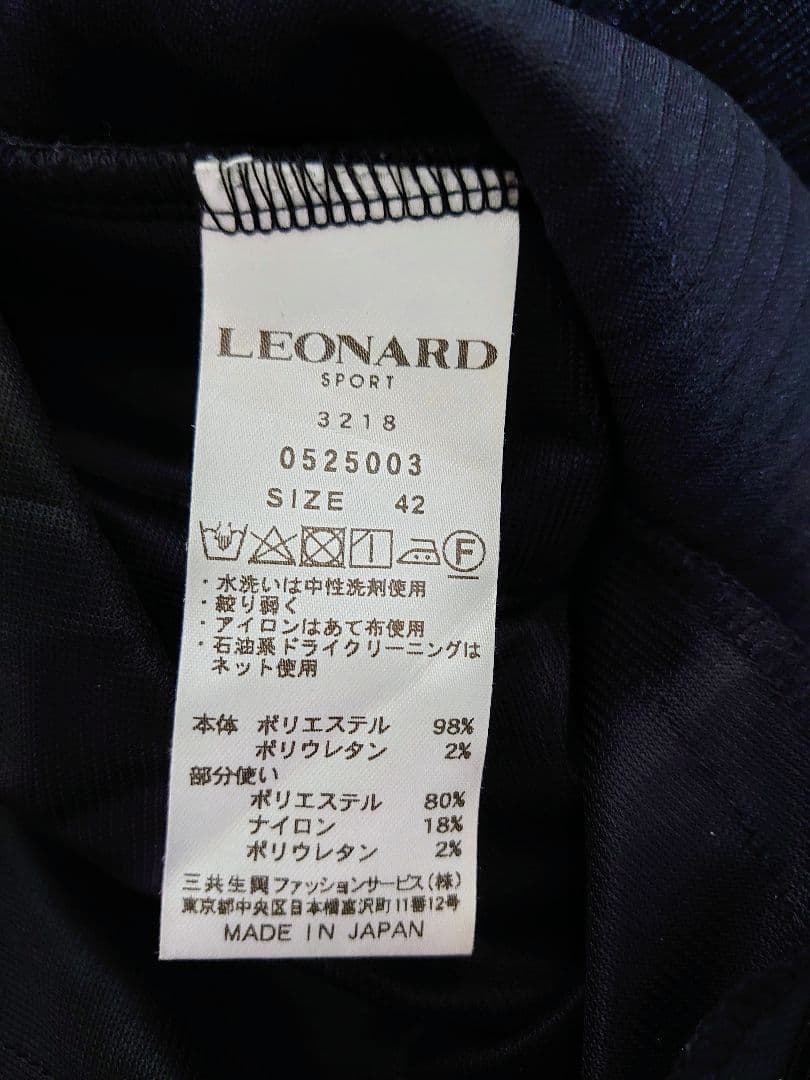 LEONARD
SPORT
3218
0525003
SIZE 42
F
・水洗いは中性洗剤使用
・絞り弱く
・アイロンはあて布使用
・石油系ドライクリーニングは
ネット使用
本体 ポリエステル 98%
ポリウレタン 2%
部分使い
ポリエステル 80%
ナイロン 18%
ポリウレタン 2%
三共生興ファッションサービス(株)
東京都中央区日本橋富沢町11番12号
MADE IN JAPAN